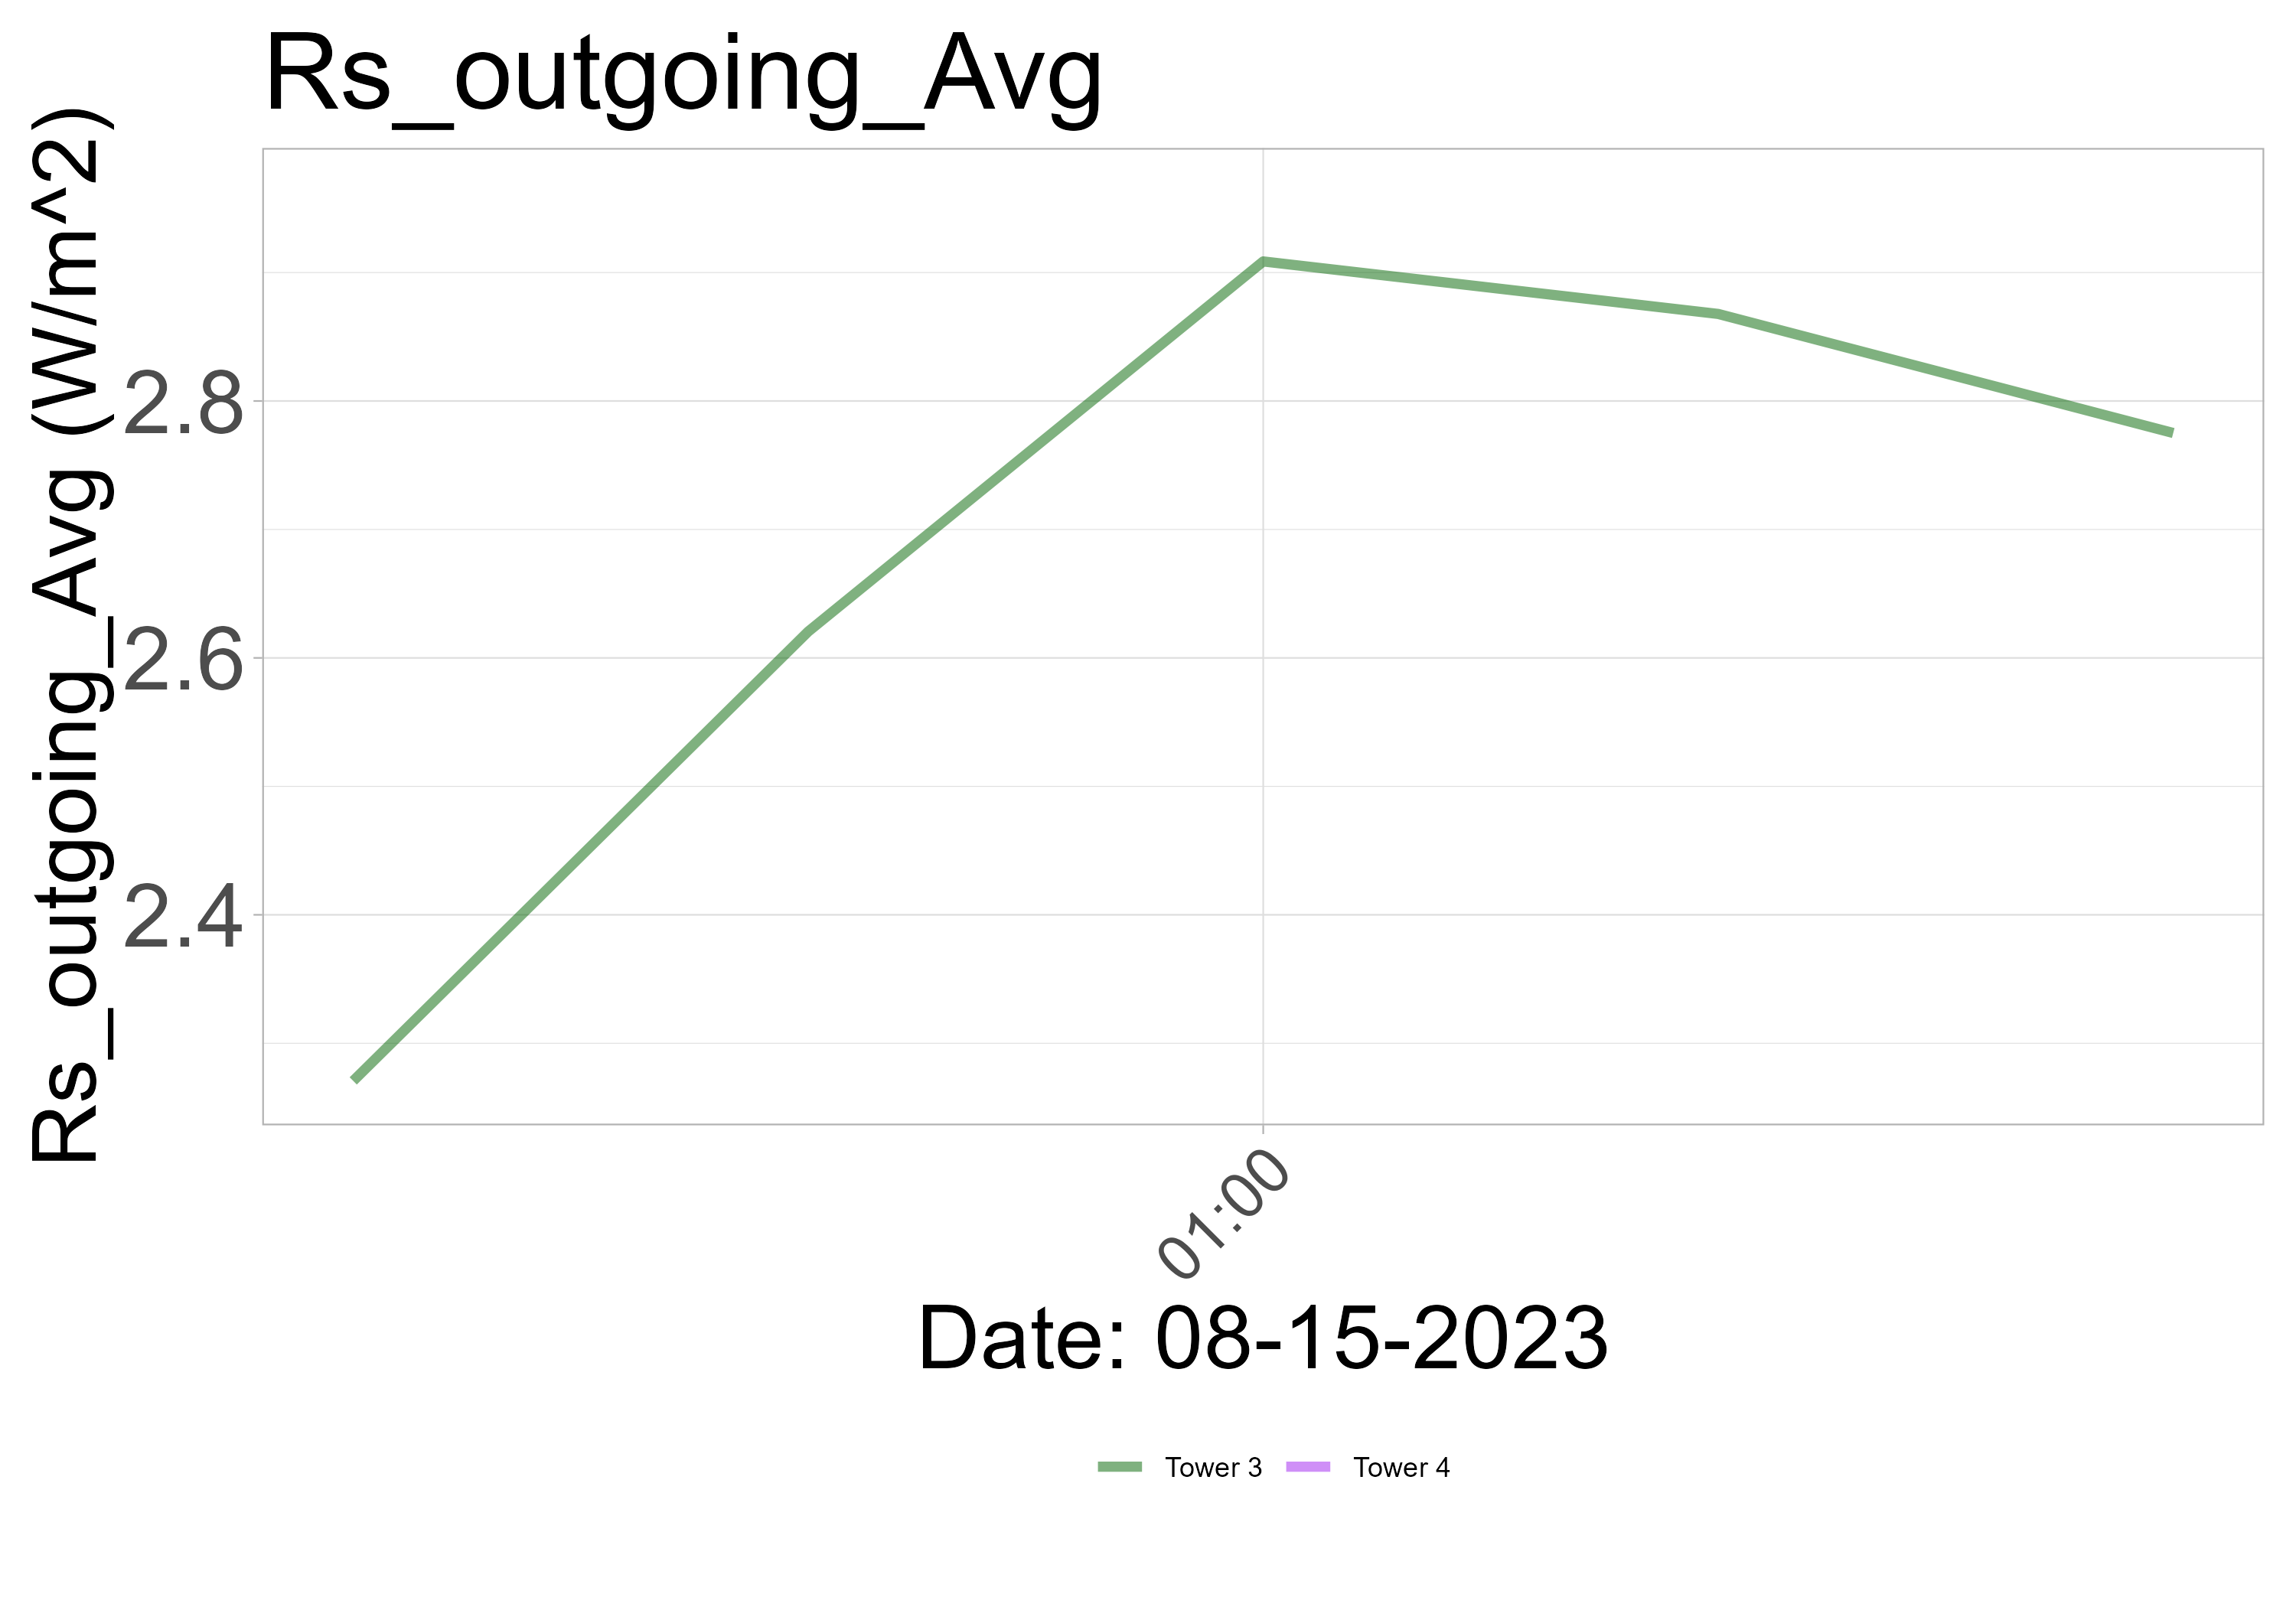 Rs_outgoing_Avg
Rs_outgoing_Avg (W//m^2)
2.8
2.6
2.4
01:00
Date: 08-15-2023
Tower 3 Tower 4